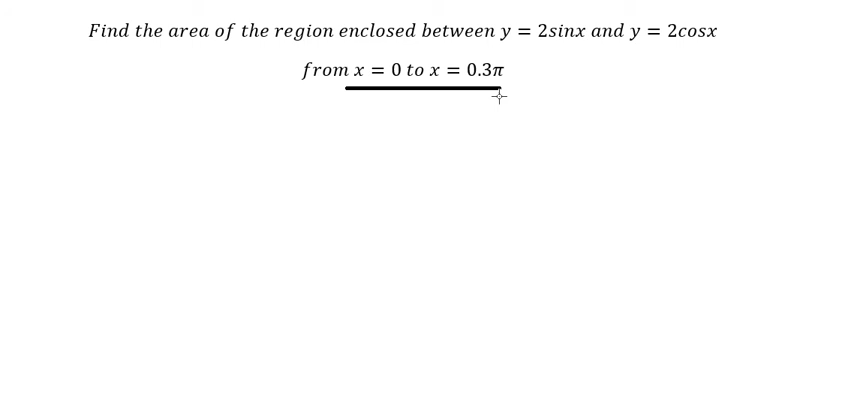 Find the area of the region enclosed between y = 2sinx and y = 2cosx
from x = 0 to x = 0.3π